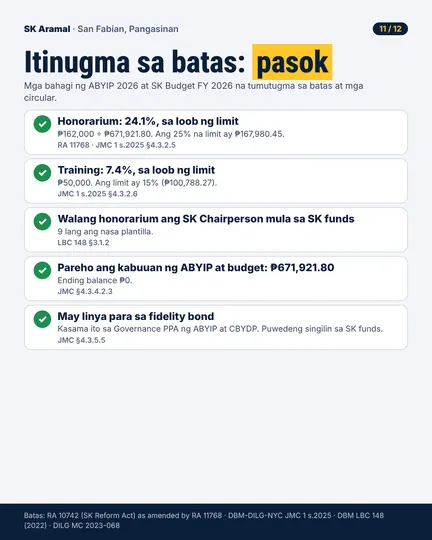 SK Aramal · San Fabian, Pangasinan
11 / 12
Itinugma sa batas: pasok
Mga bahagi ng ABYIP 2026 at SK Budget FY 2026 na tumutugma sa batas at mga
circular.
Honorarium: 24.1%, sa loob ng limit
₱162,000 ÷ ₱671,921.80. Ang 25% na limit ay ₱167,980.45.
RA 11768 · JMC 1 s.2025 §4.3.2.5
Training: 7.4%, sa loob ng limit
₱50,000. Ang limit ay 15% (₱100,788.27).
JMC 1 s.2025 §4.3.2.6
Walang honorarium ang SK Chairperson mula sa SK funds
9 lang ang nasa plantilla.
LBC 148 §3.1.2
Pareho ang kabuuan ng ABYIP at budget: ₱671,921.80
Ending balance ₱0.
JMC §4.3.4.2.3
May linya para sa fidelity bond
Kasama ito sa Governance PPA ng ABYIP at CBYDP. Puwedeng singilin sa SK funds.
JMC §4.3.5.5
Batas: RA 10742 (SK Reform Act) as amended by RA 11768 · DBM-DILG-NYC JMC 1 s.2025 · DBM LBC 148
(2022) · DILG MC 2023-068